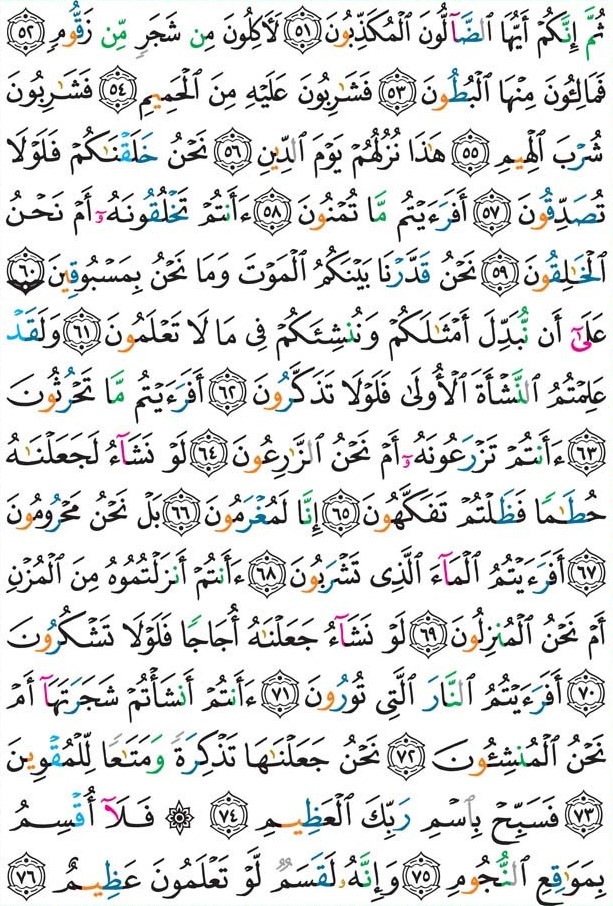 ثُمَّ إِنَّكُمْ أَيُّهَا ٱلضَّآلُّونَ ٱلْمُكَذِّبُونَ ٥١ لَأٓكِلُونَ مِن شَجَرٍ مِّن زَقُّومٍ ٥٢
فَمَالِـُٔونَ مِنْهَا ٱلْبُطُونَ ٥٣ فَشَـٰرِبُونَ عَلَيْهِ مِنَ ٱلْحَمِيمِ ٥٤ فَشَـٰرِبُونَ
شُرْبَ ٱلْهِيمِ ٥٥ هَـٰذَا نُزُلُهُمْ يَوْمَ ٱلدِّينِ ٥٦ نَحْنُ خَلَقْنَـٰكُمْ فَلَوْلَا
تُصَدِّقُونَ ٥٧ أَفَرَءَيْتُم مَّا تُمْنُونَ ٥٨ ءَأَنتُمْ تَخْلُقُونَهُۥٓ أَمْ نَحْنُ
ٱلْخَـٰلِقُونَ ٥٩ نَحْنُ قَدَّرْنَا بَيْنَكُمُ ٱلْمَوْتَ وَمَا نَحْنُ بِمَسْبُوقِينَ ٦٠
عَلَىٰٓ أَن نُّبَدِّلَ أَمْثَـٰلَكُمْ وَنُنشِئَكُمْ فِى مَا لَا تَعْلَمُونَ ٦١ وَلَقَدْ
عَلِمْتُمُ ٱلنَّشْأَةَ ٱلْأُولَىٰ فَلَوْلَا تَذَكَّرُونَ ٦٢ أَفَرَءَيْتُم مَّا تَحْرُثُونَ
٦٣ ءَأَنتُمْ تَزْرَعُونَهُۥٓ أَمْ نَحْنُ ٱلزَّٰرِعُونَ ٦٤ لَوْ نَشَآءُ لَجَعَلْنَـٰهُ
حُطَـٰمًا فَظَلْتُمْ تَفَكَّهُونَ ٦٥ إِنَّا لَمُغْرَمُونَ ٦٦ بَلْ نَحْنُ مَحْرُومُونَ
٦٧ أَفَرَءَيْتُمُ ٱلْمَآءَ ٱلَّذِى تَشْرَبُونَ ٦٨ ءَأَنتُمْ أَنزَلْتُمُوهُ مِنَ ٱلْمُزْنِ
أَمْ نَحْنُ ٱلْمُنزِلُونَ ٦٩ لَوْ نَشَآءُ جَعَلْنَـٰهُ أُجَاجًا فَلَوْلَا تَشْكُرُونَ
٧٠ أَفَرَءَيْتُمُ ٱلنَّارَ ٱلَّتِى تُورُونَ ٧١ ءَأَنتُمْ أَنشَأْتُمْ شَجَرَتَهَآ أَمْ
نَحْنُ ٱلْمُنشِـُٔونَ ٧٢ نَحْنُ جَعَلْنَـٰهَا تَذْكِرَةً وَمَتَـٰعًا لِّلْمُقْوِينَ
٧٣ فَسَبِّحْ بِٱسْمِ رَبِّكَ ٱلْعَظِيمِ ٧٤ ۞ فَلَآ أُقْسِمُ
بِمَوَٰقِعِ ٱلنُّجُومِ ٧٥ وَإِنَّهُۥ لَقَسَمٌ لَّوْ تَعْلَمُونَ عَظِيمٌ ٧٦